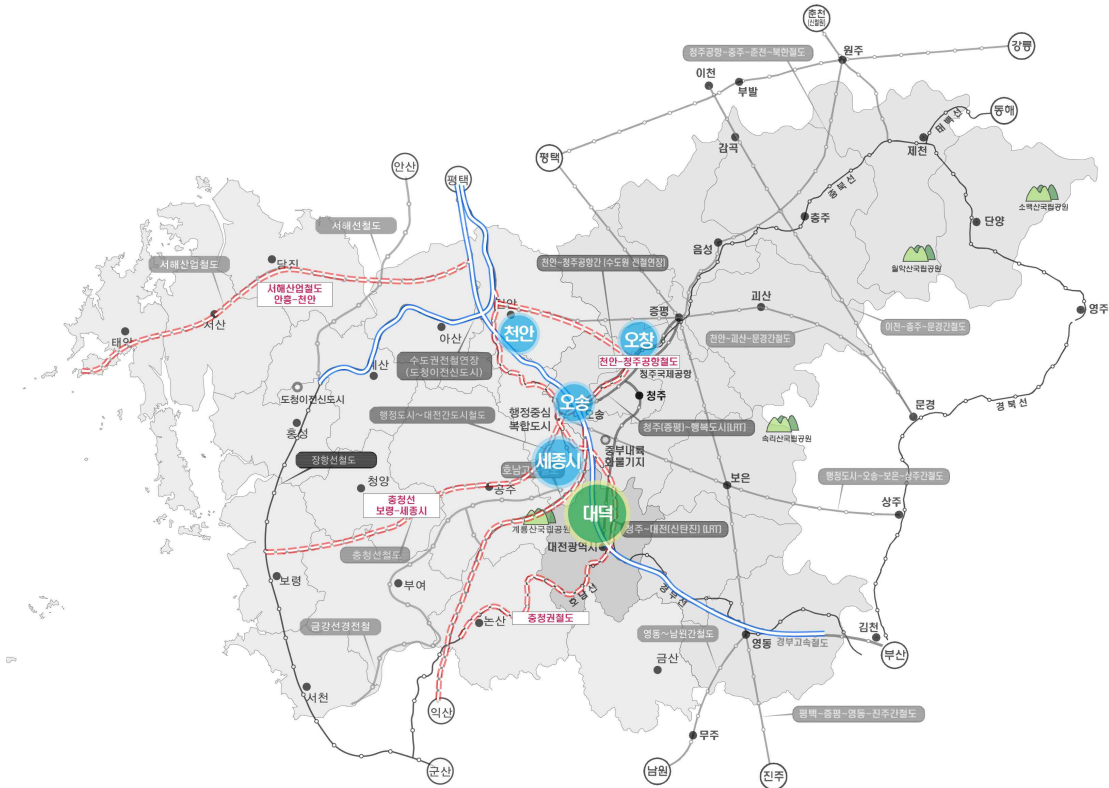 춘천
(신철원)
강릉
청주공항-충주-춘천-북한철도
원주
이천
부발
동해
태백선
감곡
제천
안산
평택
평택
충북선
소백산국립공원
충주
단양
서해선철도
음성
월악산국립공원
서해산업철도
당진
천안-청주공항간 (수도권 전철연장)
서해산업철도
안흥-천안
괴산
영주
서산
증평
이천-충주-문경간철도
태안
아산
천안
오창
천안-괴산-문경간철도
수도권전철연장
(도청이전신도시)
천안-청주공항철도
예산
청주국제공항
도청이전신도시
청주
오송
문경
경북선
행정도시~대전간도시철도
행정중심
복합도시
오송
청주(증평)~행복도시(LRT)
속리산국립공원
홍성
중부내륙
화물기지
장항선철도
세종시
호남고
청양
공주
보은
행정도시-오송-보은-상주간철도
충청선
보령-세종시
대덕
상주
계룡산국립공원
청주-대전(신탄진) (LRT)
대전광역시
충청선철도
보령
부여
호남선
경부선
논산
충청권철도
금강선경전철
영동~남원간철도
영동
경부고속철도
김천
부산
금산
서천
익산
평택-증평-영동-진주간철도
무주
군산
남원
진주